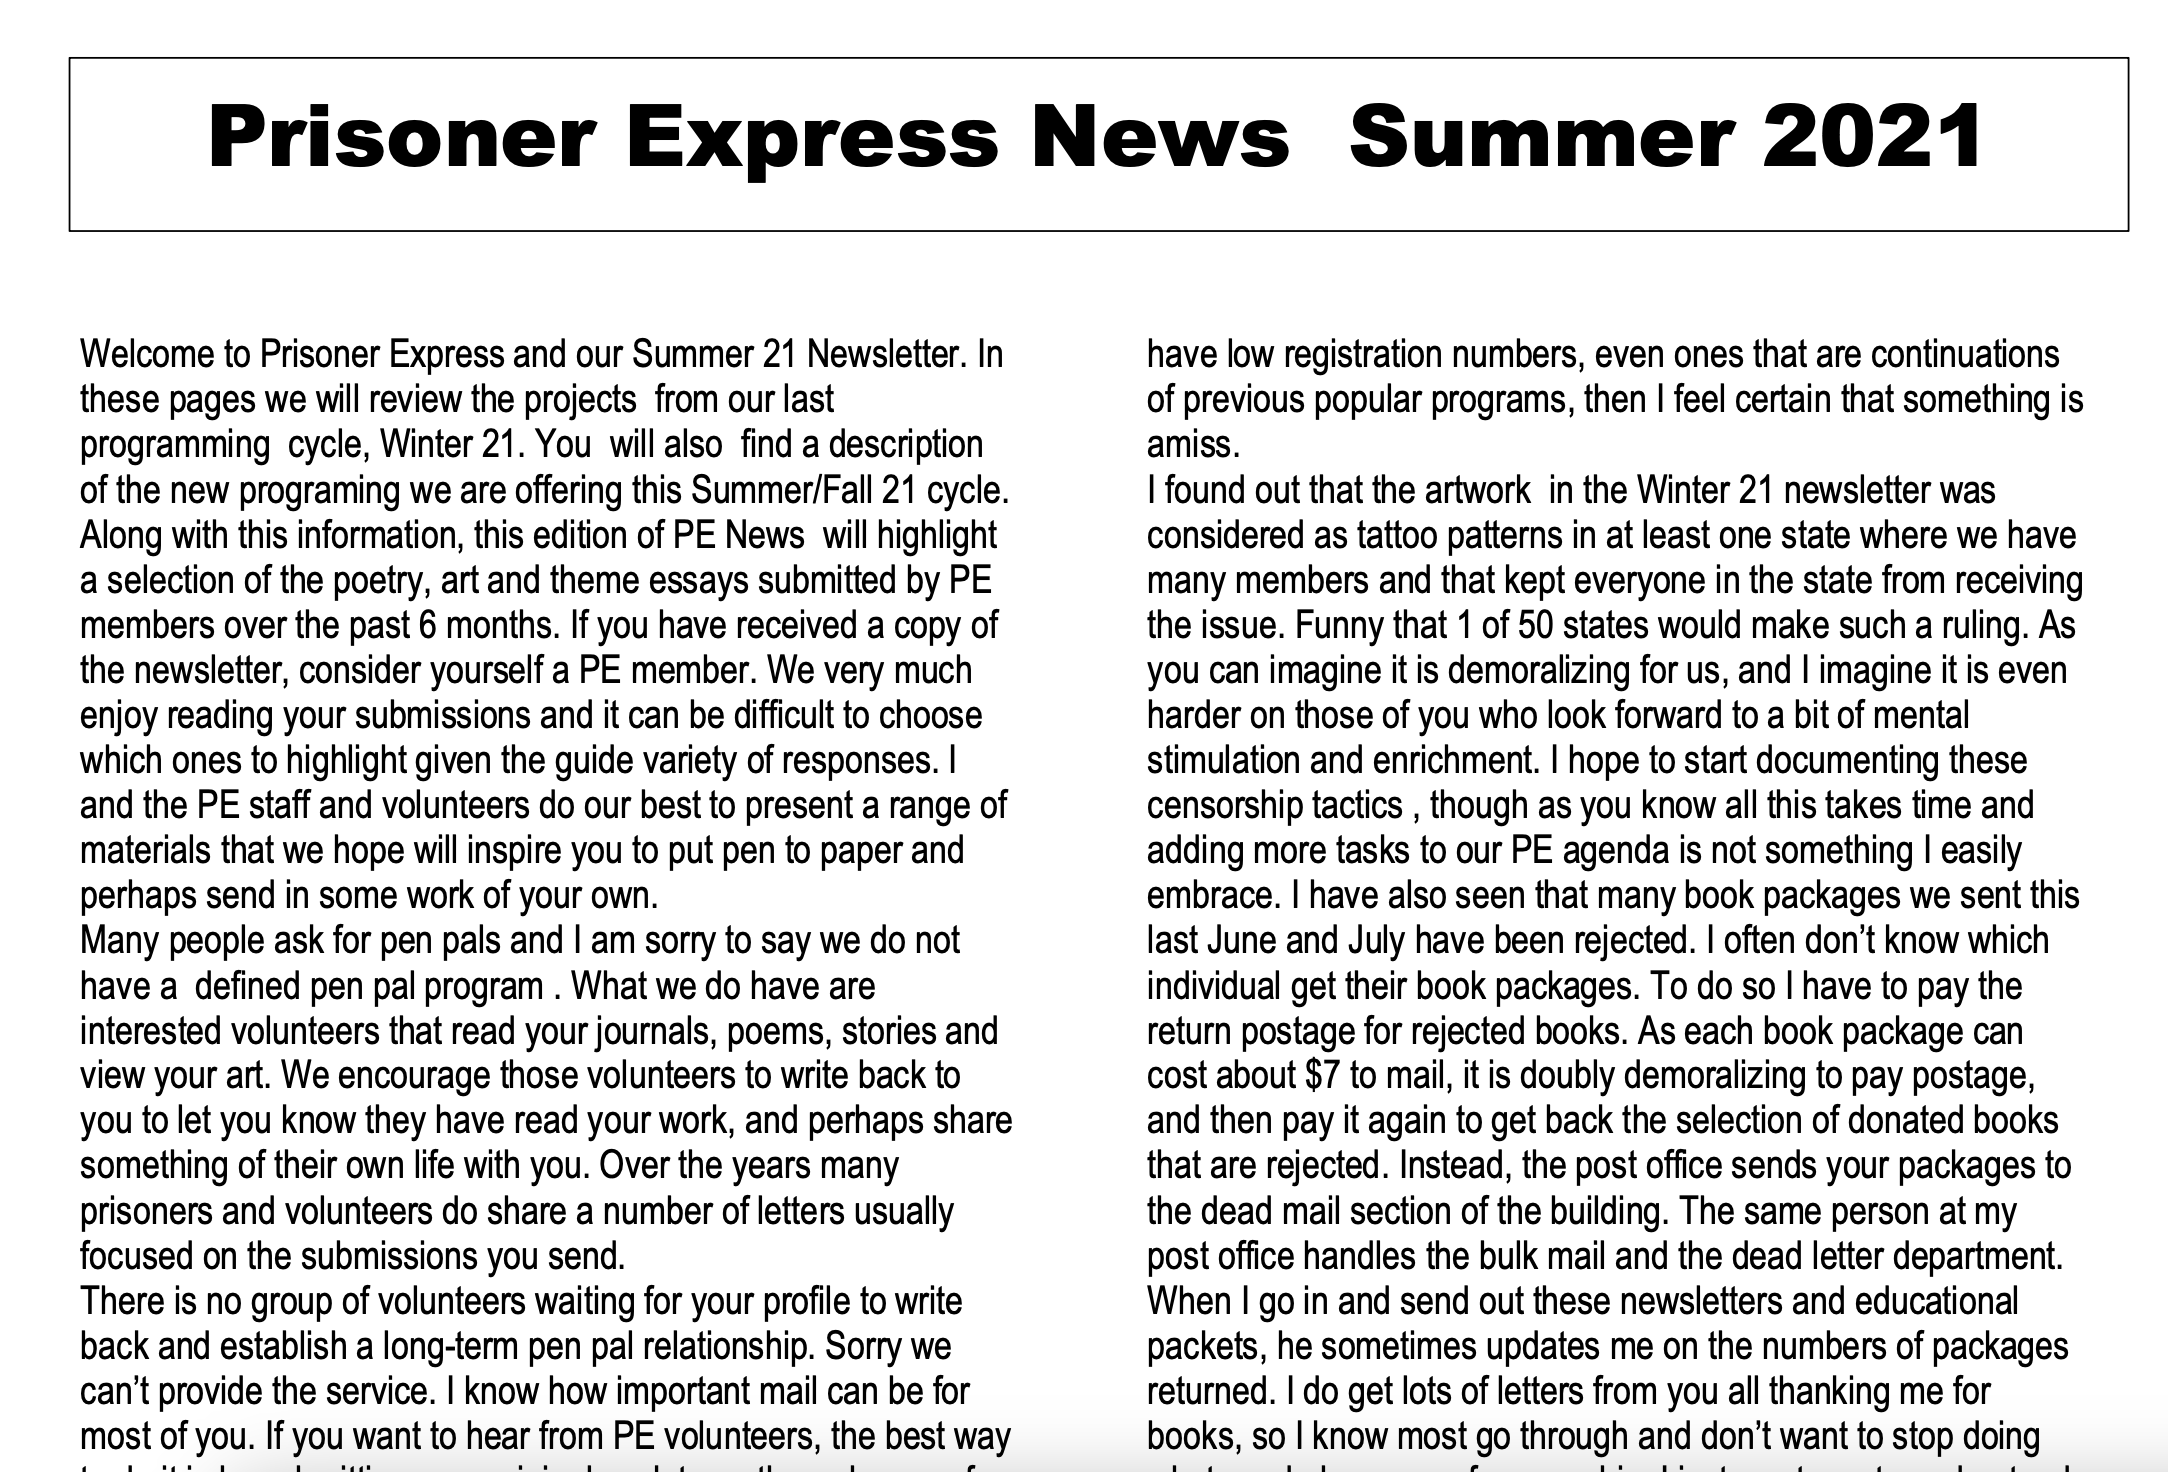 Prisoner Express News  Summer 2021
Welcome to Prisoner Express and our Summer 21 Newsletter. In
these pages we will review the projects  from our last
programming  cycle, Winter 21. You  will also  find a description
of the new programing we are offering this Summer/Fall 21 cycle.
Along with this information, this edition of PE News  will highlight
a selection of the poetry, art and theme essays submitted by PE
members over the past 6 months. If you have received a copy of
the newsletter, consider yourself a PE member. We very much
enjoy reading your submissions and it can be difficult to choose
which ones to highlight given the guide variety of responses. I
and the PE staff and volunteers do our best to present a range of
materials that we hope will inspire you to put pen to paper and
perhaps send in some work of your own.
Many people ask for pen pals and I am sorry to say we do not
have a  defined pen pal program . What we do have are
interested volunteers that read your journals, poems, stories and
view your art. We encourage those volunteers to write back to
you to let you know they have read your work, and perhaps share
something of their own life with you. Over the years many
prisoners and volunteers do share a number of letters usually
focused on the submissions you send.
There is no group of volunteers waiting for your profile to write
back and establish a long-term pen pal relationship. Sorry we
can’t provide the service. I know how important mail can be for
most of you. If you want to hear from PE volunteers, the best way
have low registration numbers, even ones that are continuations
of previous popular programs, then I feel certain that something is
amiss.
I found out that the artwork  in the Winter 21 newsletter was
considered as tattoo patterns in at least one state where we have
many members and that kept everyone in the state from receiving
the issue. Funny that 1 of 50 states would make such a ruling. As
you can imagine it is demoralizing for us, and I imagine it is even
harder on those of you who look forward to a bit of mental
stimulation and enrichment. I hope to start documenting these
censorship tactics , though as you know all this takes time and
adding more tasks to our PE agenda is not something I easily
embrace. I have also seen that many book packages we sent this
last June and July have been rejected. I often don’t know which
individual get their book packages. To do so I have to pay the
return postage for rejected books. As each book package can
cost about $7 to mail, it is doubly demoralizing to pay postage,
and then pay it again to get back the selection of donated books
that are rejected. Instead, the post office sends your packages to
the dead mail section of the building. The same person at my
post office handles the bulk mail and the dead letter department.
When I go in and send out these newsletters and educational
packets, he sometimes updates me on the numbers of packages
returned. I do get lots of letters from you all thanking me for
books, so I know most go through and don’t want to stop doing